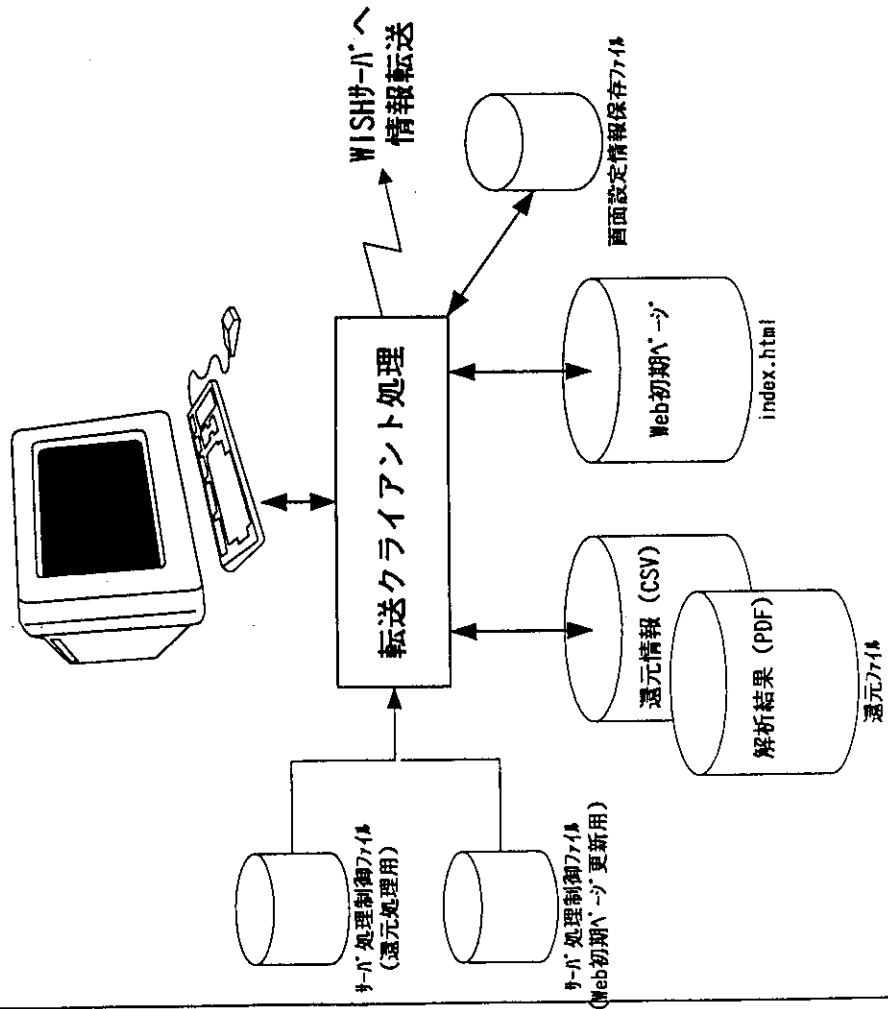 WISHサーバへ
情報転送
転送クライアント処理
サーバ処理制御ファイル
(還元処理用)
サーバ処理制御ファイル
(Web初期ページ更新用)
還元情報(CSV)
解析結果(PDF)
還元ファイル
Web初期ページ
index.html
画面設定情報保存ファイル